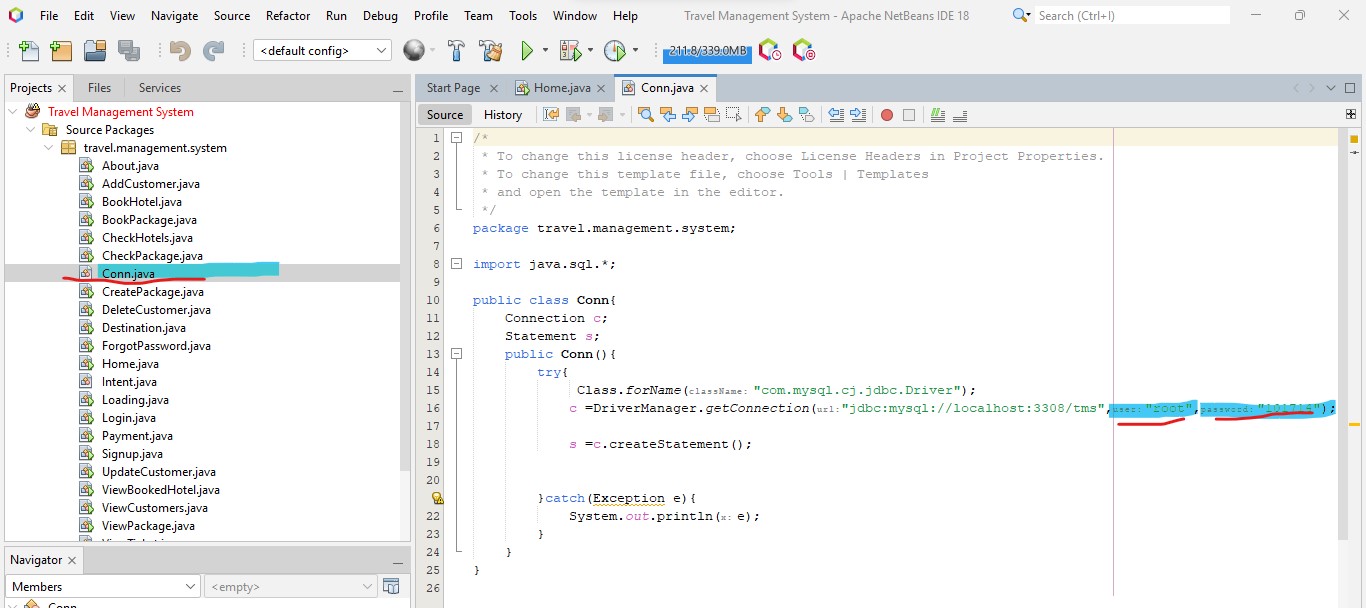 File Edit View Navigate Source Refactor Run Debug Profile Team Tools Window Help Travel Management System - Apache NetBeans IDE 18 Search (Ctrl+I)
<default config> 211.8/339.0MB
Projects Files Services
Travel Management System
Source Packages
travel.management.system
About.java
AddCustomer.java
BookHotel.java
BookPackage.java
CheckHotels.java
CheckPackage.java
Conn.java
CreatePackage.java
DeleteCustomer.java
Destination.java
ForgotPassword.java
Home.java
Intent.java
Loading.java
Login.java
Payment.java
Signup.java
UpdateCustomer.java
ViewBookedHotel.java
ViewCustomers.java
ViewPackage.java
Navigator
Members <empty>
Conn
Start Page Home.java Conn.java
Source History
1 /*
2 * To change this license header, choose License Headers in Project Properties.
3 * To change this template file, choose Tools | Templates
4 * and open the template in the editor.
5 */
6 package travel.management.system;
7
8 import java.sql.*;
9
10 public class Conn{
11 Connection c;
12 Statement s;
13 public Conn(){
14 try{
15 Class.forName(className: "com.mysql.cj.jdbc.Driver");
16 c =DriverManager.getConnection(url:"jdbc:mysql://localhost:3308/tms",user:"root",password:);
17
18 s =c.createStatement();
19
20
}catch(Exception e){
22 System.out.println(x: e);
23 }
24 }
25 }
26